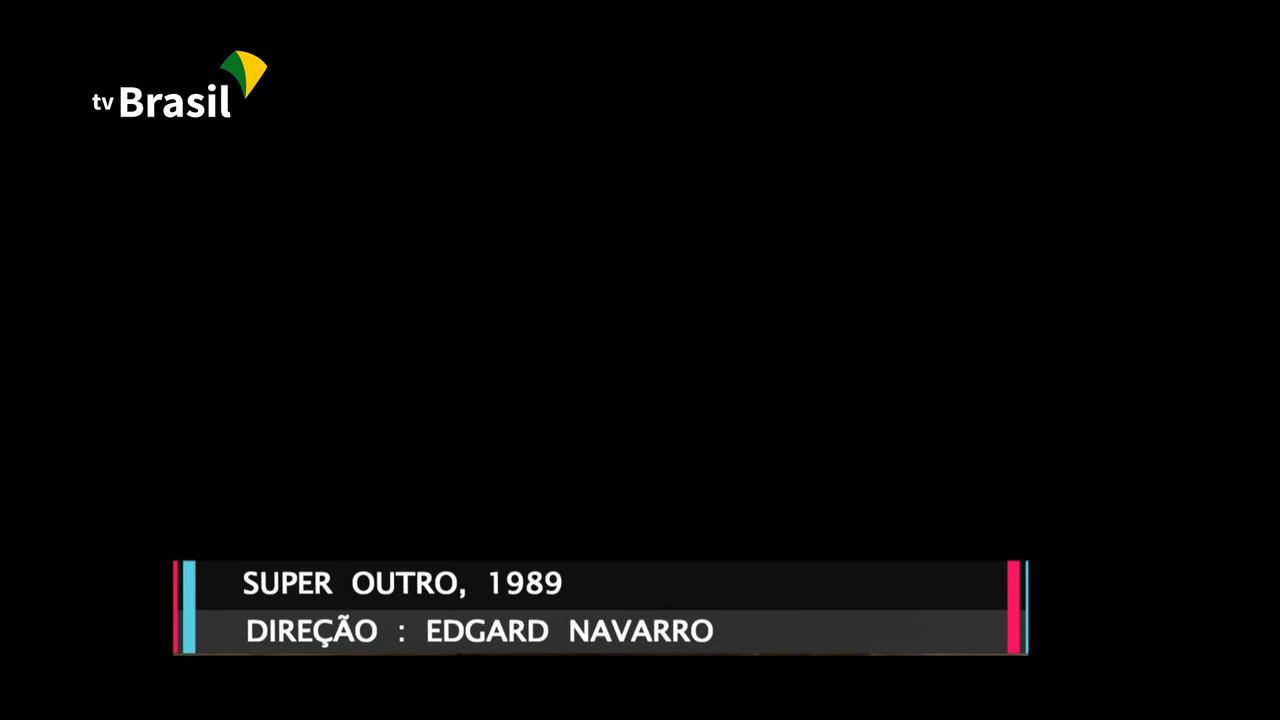 tv Brasil
SUPER OUTRO, 1989
DIREÇÃO : EDGARD NAVARRO